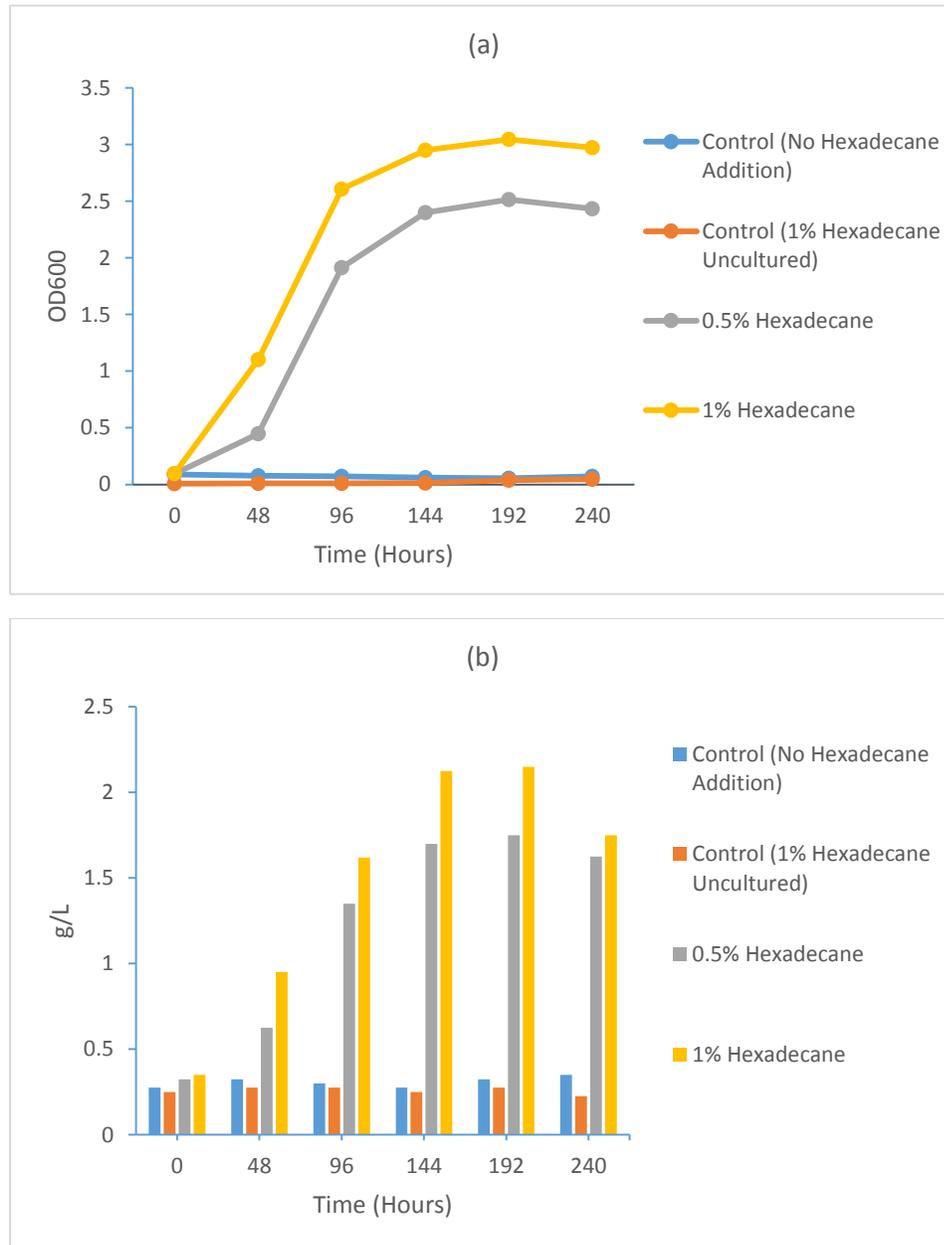 (a)
3.5
3
2.5
2
1.5
1
0.5
0
OD600
0 48 96 144 192 240
Time (Hours)
Control (No Hexadecane
Addition)
Control (1% Hexadecane
Uncultured)
0.5% Hexadecane
1% Hexadecane
(b)
2.5
2
1.5
1
0.5
0
g/L
0 48 96 144 192 240
Time (Hours)
Control (No Hexadecane
Addition)
Control (1% Hexadecane
Uncultured)
0.5% Hexadecane
1% Hexadecane